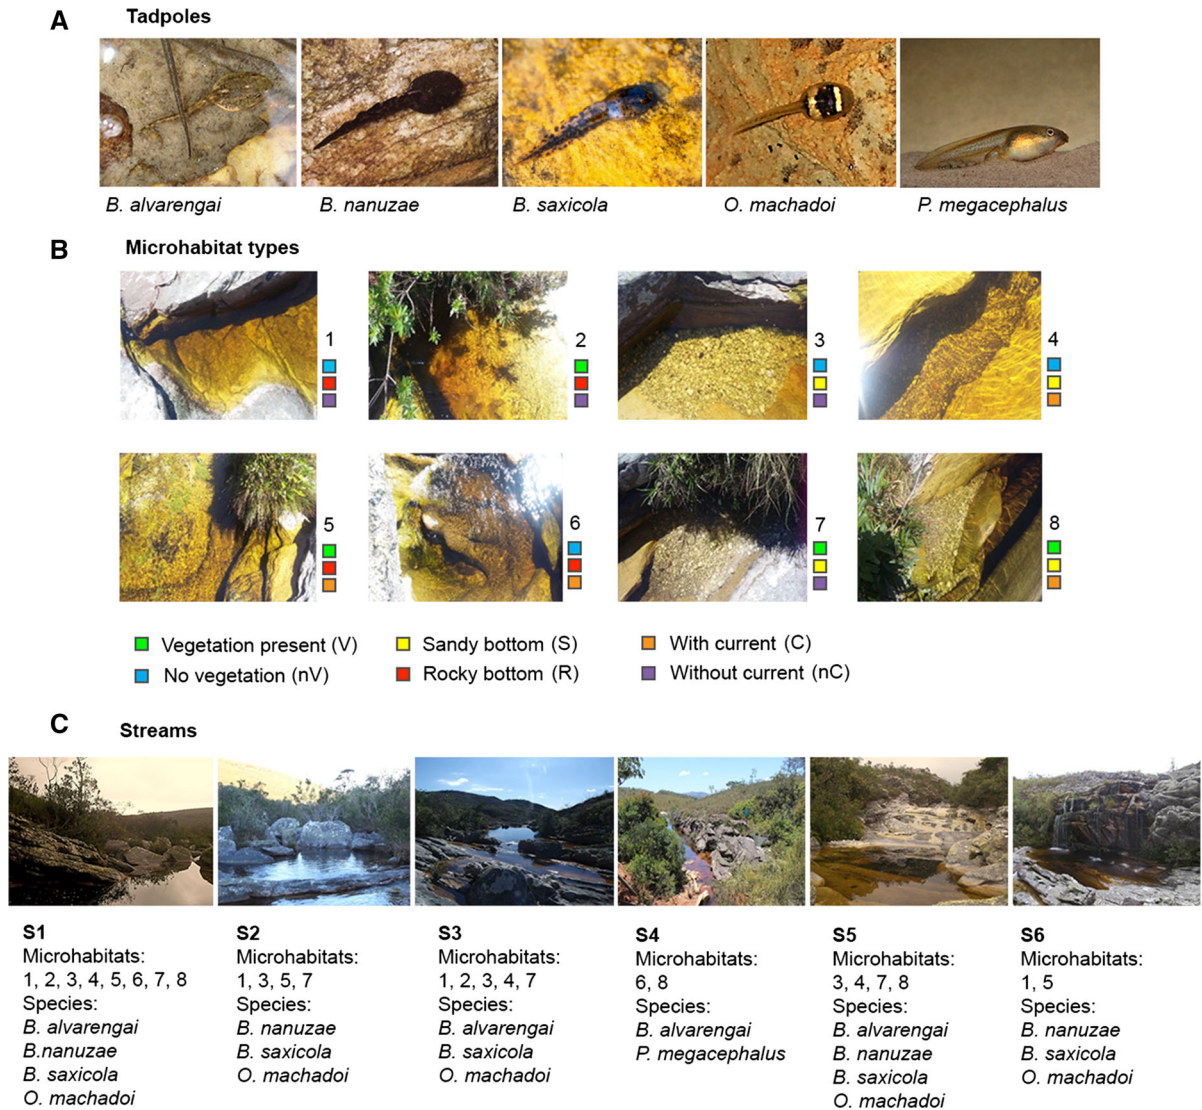 A Tadpoles
B. alvarengai B. nanuzae B. saxicola O. machadoi P. megacephalus
B Microhabitat types
1 2 3 4
5 6 7 8
Vegetation present (V) Sandy bottom (S) With current (C)
No vegetation (nV) Rocky bottom (R) Without current (nC)
C Streams
S1
Microhabitats:
1, 2, 3, 4, 5, 6, 7, 8
Species:
B. alvarengai
B.nanuzae
B. saxicola
O. machadoi
S2
Microhabitats:
1, 3, 5, 7
Species:
B. nanuzae
B. saxicola
O. machadoi
S3
Microhabitats:
1, 2, 3, 4, 7
Species:
B. alvarengai
B. saxicola
O. machadoi
S4
Microhabitats:
6, 8
Species:
B. alvarengai
P. megacephalus
S5
Microhabitats:
3, 4, 7, 8
Species:
B. alvarengai
B. nanuzae
B. saxicola
O. machadoi
S6
Microhabitats:
1, 5
Species:
B. nanuzae
B. saxicola
O. machadoi